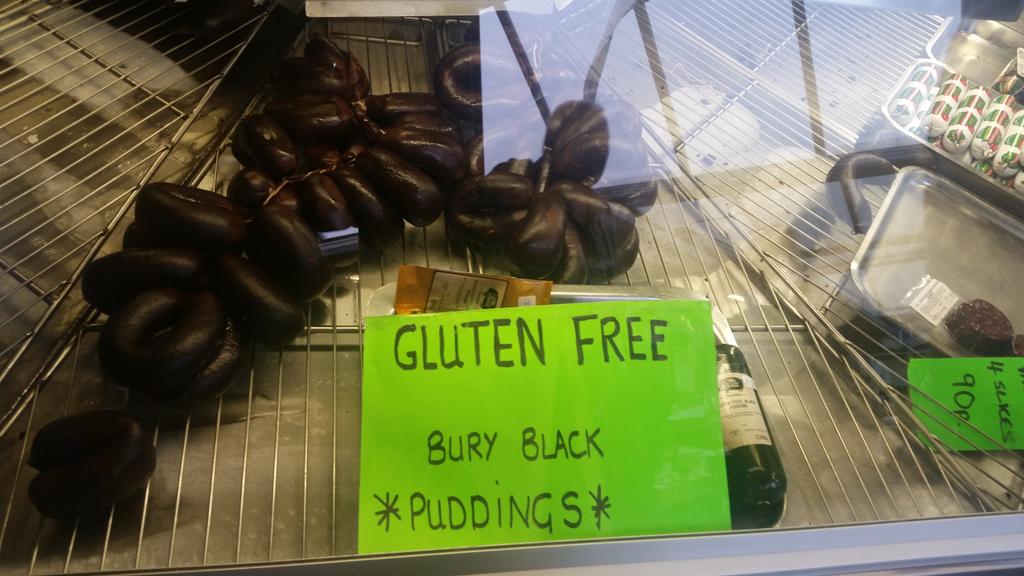 GLUTEN FREE
BURY BLACK
*PUDDINGS*
4 SLICES
90p.